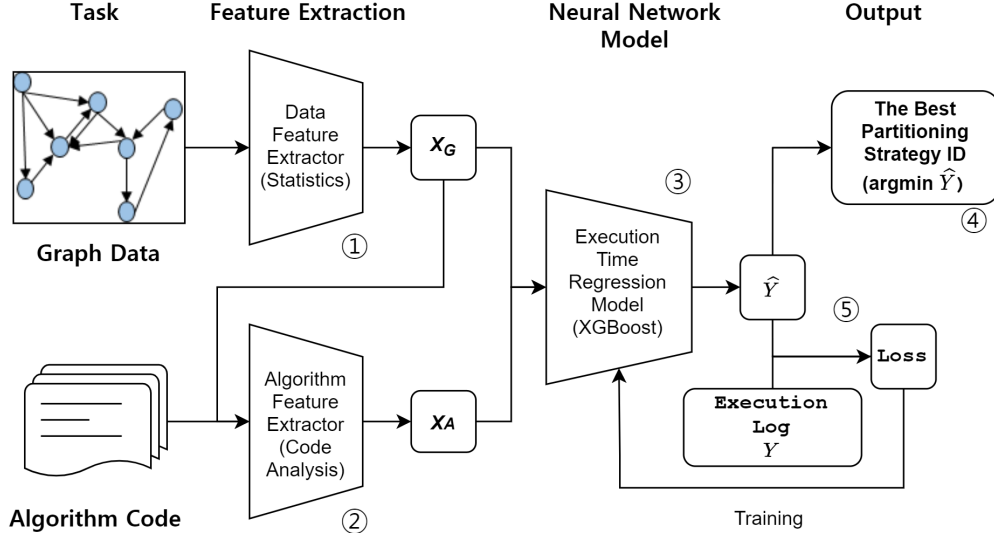 Task
Feature Extraction
Neural Network
Model
Output
Data
Feature
Extractor
(Statistics)
①
Graph Data
X_G
Algorithm
Feature
Extractor
(Code
Analysis)
②
Algorithm Code
X_A
③
Execution
Time
Regression
Model
(XGBoost)
Ŷ
The Best
Partitioning
Strategy ID
(argmin Ŷ)
④
⑤
Loss
Execution
Log
Y
Training